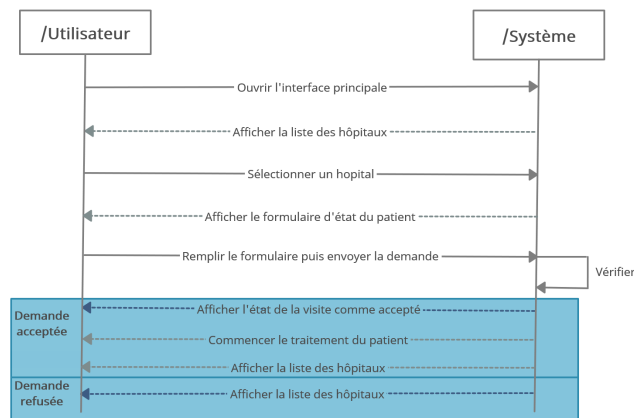 /Utilisateur
/Système
Ouvrir l'interface principale
Afficher la liste des hôpitaux
Sélectionner un hopital
Afficher le formulaire d'état du patient
Remplir le formulaire puis envoyer la demande
Vérifier
Demande
acceptée
Afficher l'état de la visite comme accepté
Commencer le traitement du patient
Afficher la liste des hôpitaux
Demande
refusée
Afficher la liste des hôpitaux